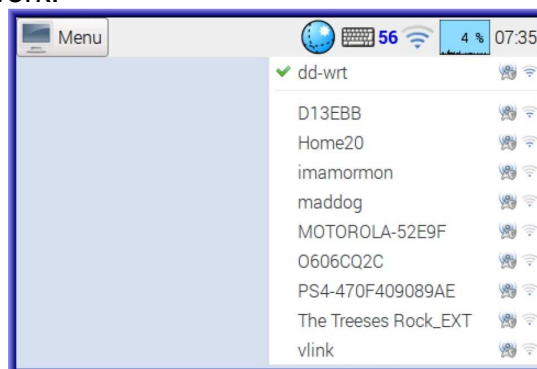 Menu 56 4 % 07:35
dd-wrt
D13EBB
Home20
imamormon
maddog
MOTOROLA-52E9F
0606CQ2C
PS4-470F409089AE
The Treeses Rock_EXT
vlink